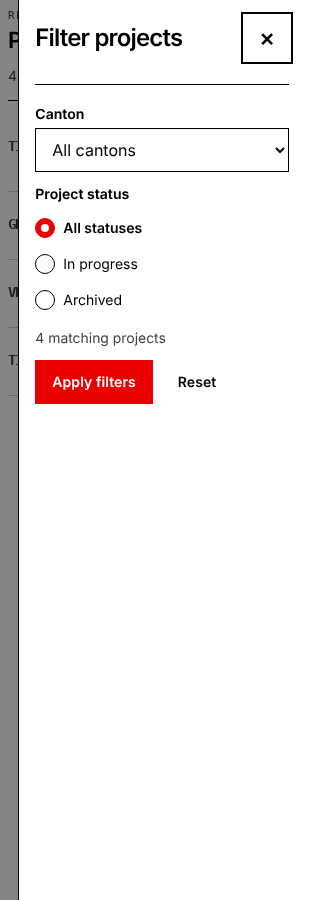 Filter projects
×
Canton
All cantons
Project status
All statuses
In progress
Archived
4 matching projects
Apply filters
Reset